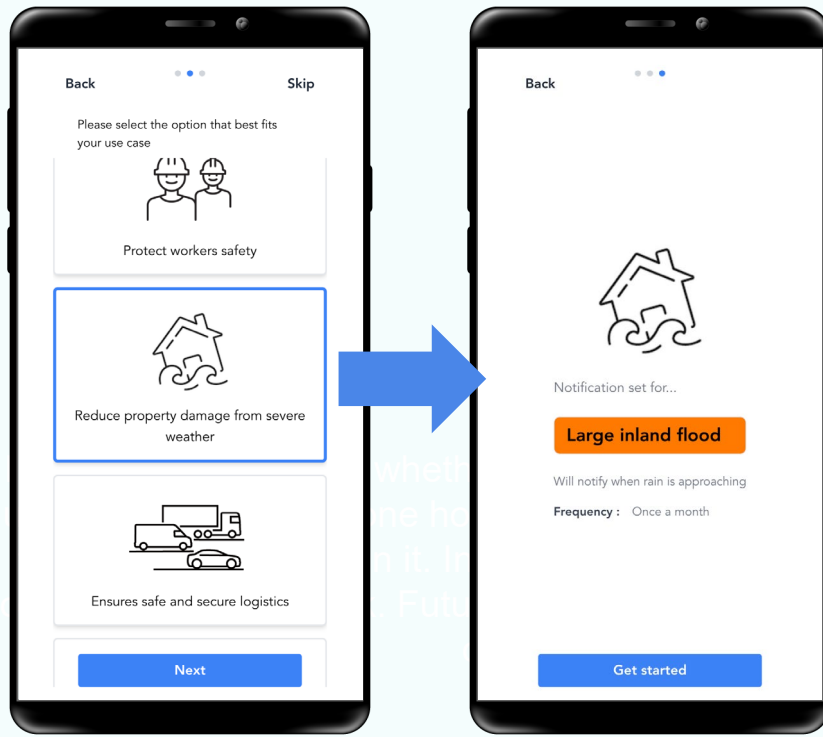 Back
Skip
Please select the option that best fits
your use case
Protect workers safety
Reduce property damage from severe
weather
Ensures safe and secure logistics
Next
Back
Notification set for...
Large inland flood
Will notify when rain is approaching
Frequency : Once a month
Get started